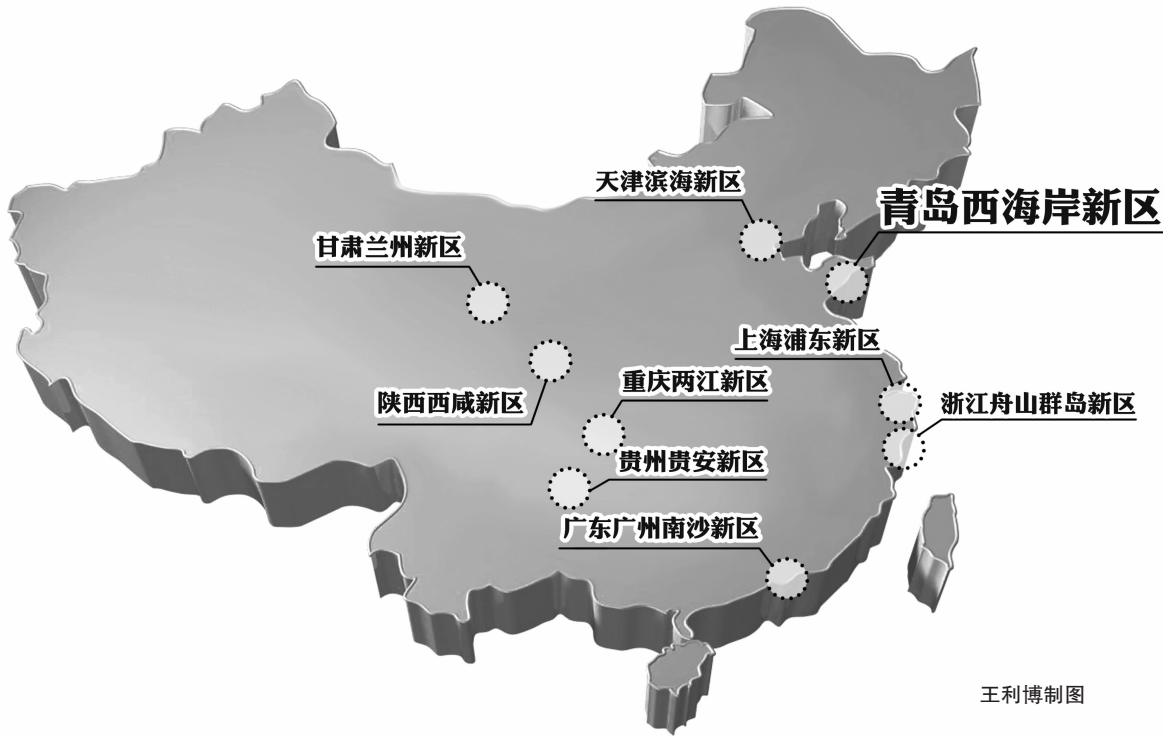 天津滨海新区
青岛西海岸新区
甘肃兰州新区
上海浦东新区
重庆两江新区
陕西西咸新区
浙江舟山群岛新区
贵州贵安新区
广东广州南沙新区
王利博制图